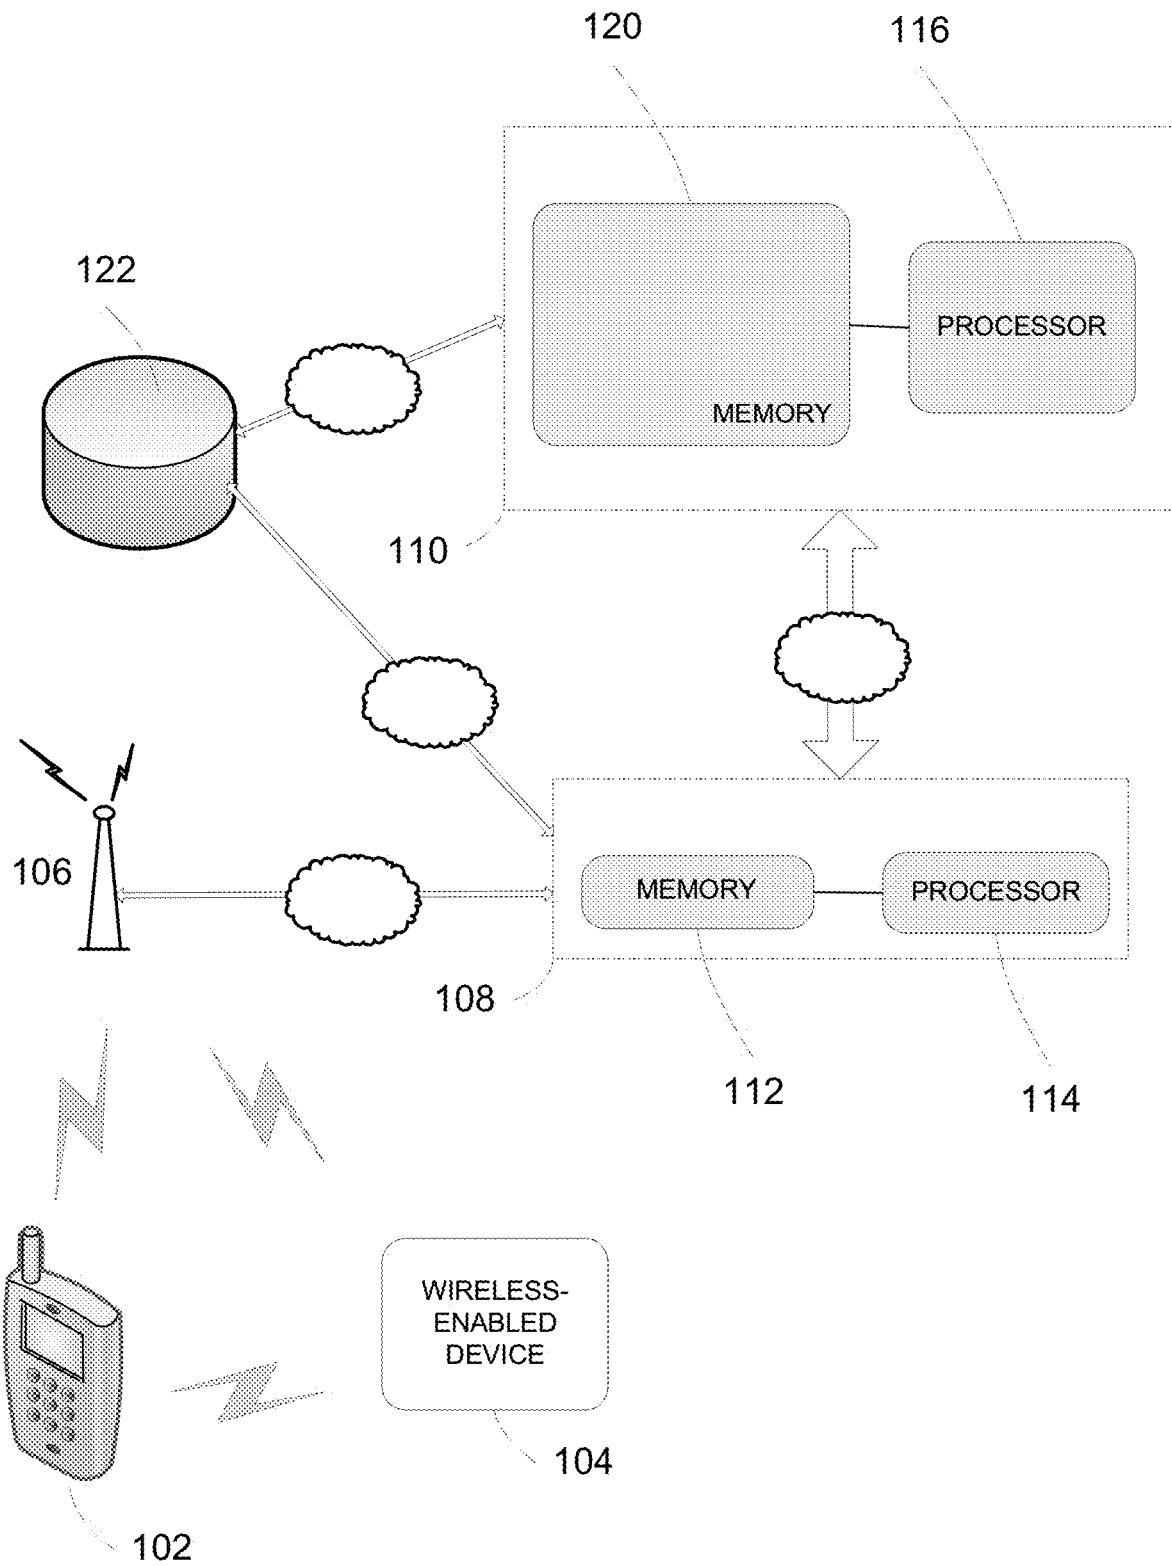 120
116
122
PROCESSOR
MEMORY
110
106
MEMORY
PROCESSOR
108
112
114
WIRELESS-
ENABLED
DEVICE
104
102